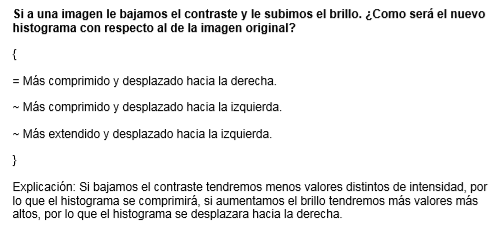 Si a una imagen le bajamos el contraste y le subimos el brillo. ¿Como será el nuevo
histograma con respecto al de la imagen original?
{
= Más comprimido y desplazado hacia la derecha.
~ Más comprimido y desplazado hacia la izquierda.
~ Más extendido y desplazado hacia la izquierda.
}
Explicación: Si bajamos el contraste tendremos menos valores distintos de intensidad, por
lo que el histograma se comprimirá, si aumentamos el brillo tendremos más valores más
altos, por lo que el histograma se desplazara hacia la derecha.